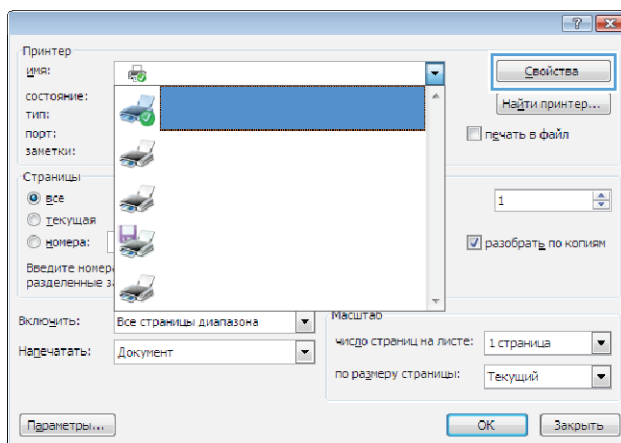 Принтер
имя:
Свойства
состояние:
Найти принтер...
тип:
порт:
печать в файл
заметки:
Страницы
все
1
текущая
номера:
разобрать по копиям
Введите
разделенные
Включить:
Все страницы диапазона
Масштаб
число страниц на листе:
1 страница
Напечатать:
Документ
по размеру страницы:
Текущий
Параметры...
OK
Закрыть